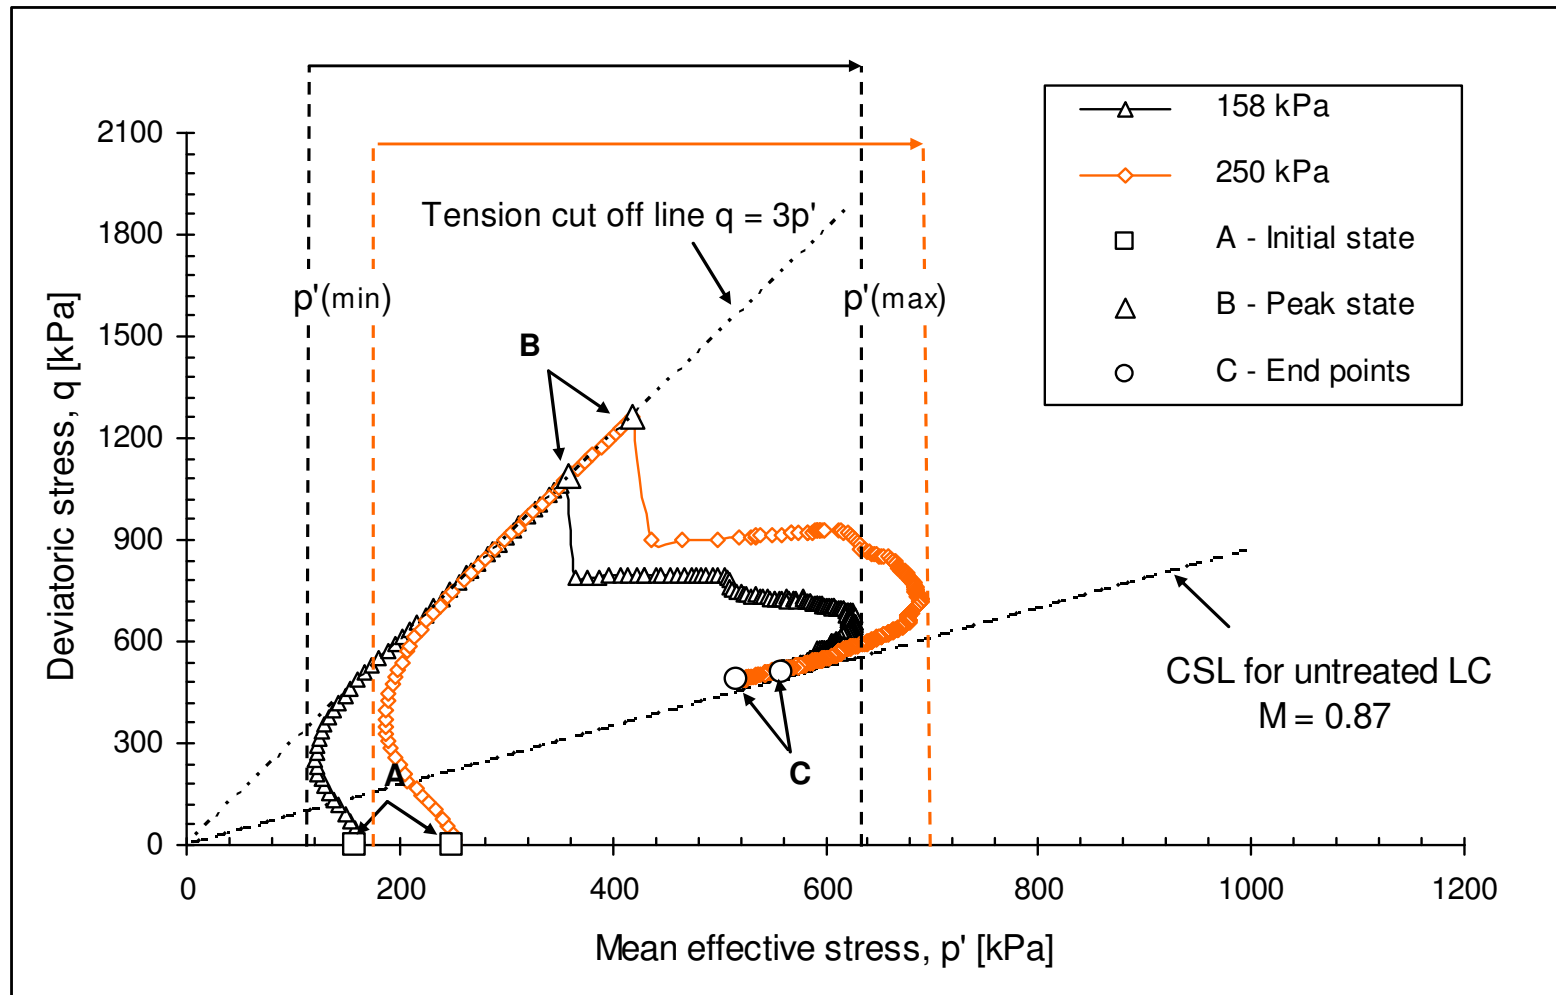 158 kPa
250 kPa
A - Initial state
B - Peak state
C - End points
2100
1800
1500
1200
900
600
300
0
Deviatoric stress, q [kPa]
Tension cut off line q = 3p'
p'(min)
p'(max)
B
A
C
CSL for untreated LC
M = 0.87
0
200
400
600
800
1000
1200
Mean effective stress, p' [kPa]